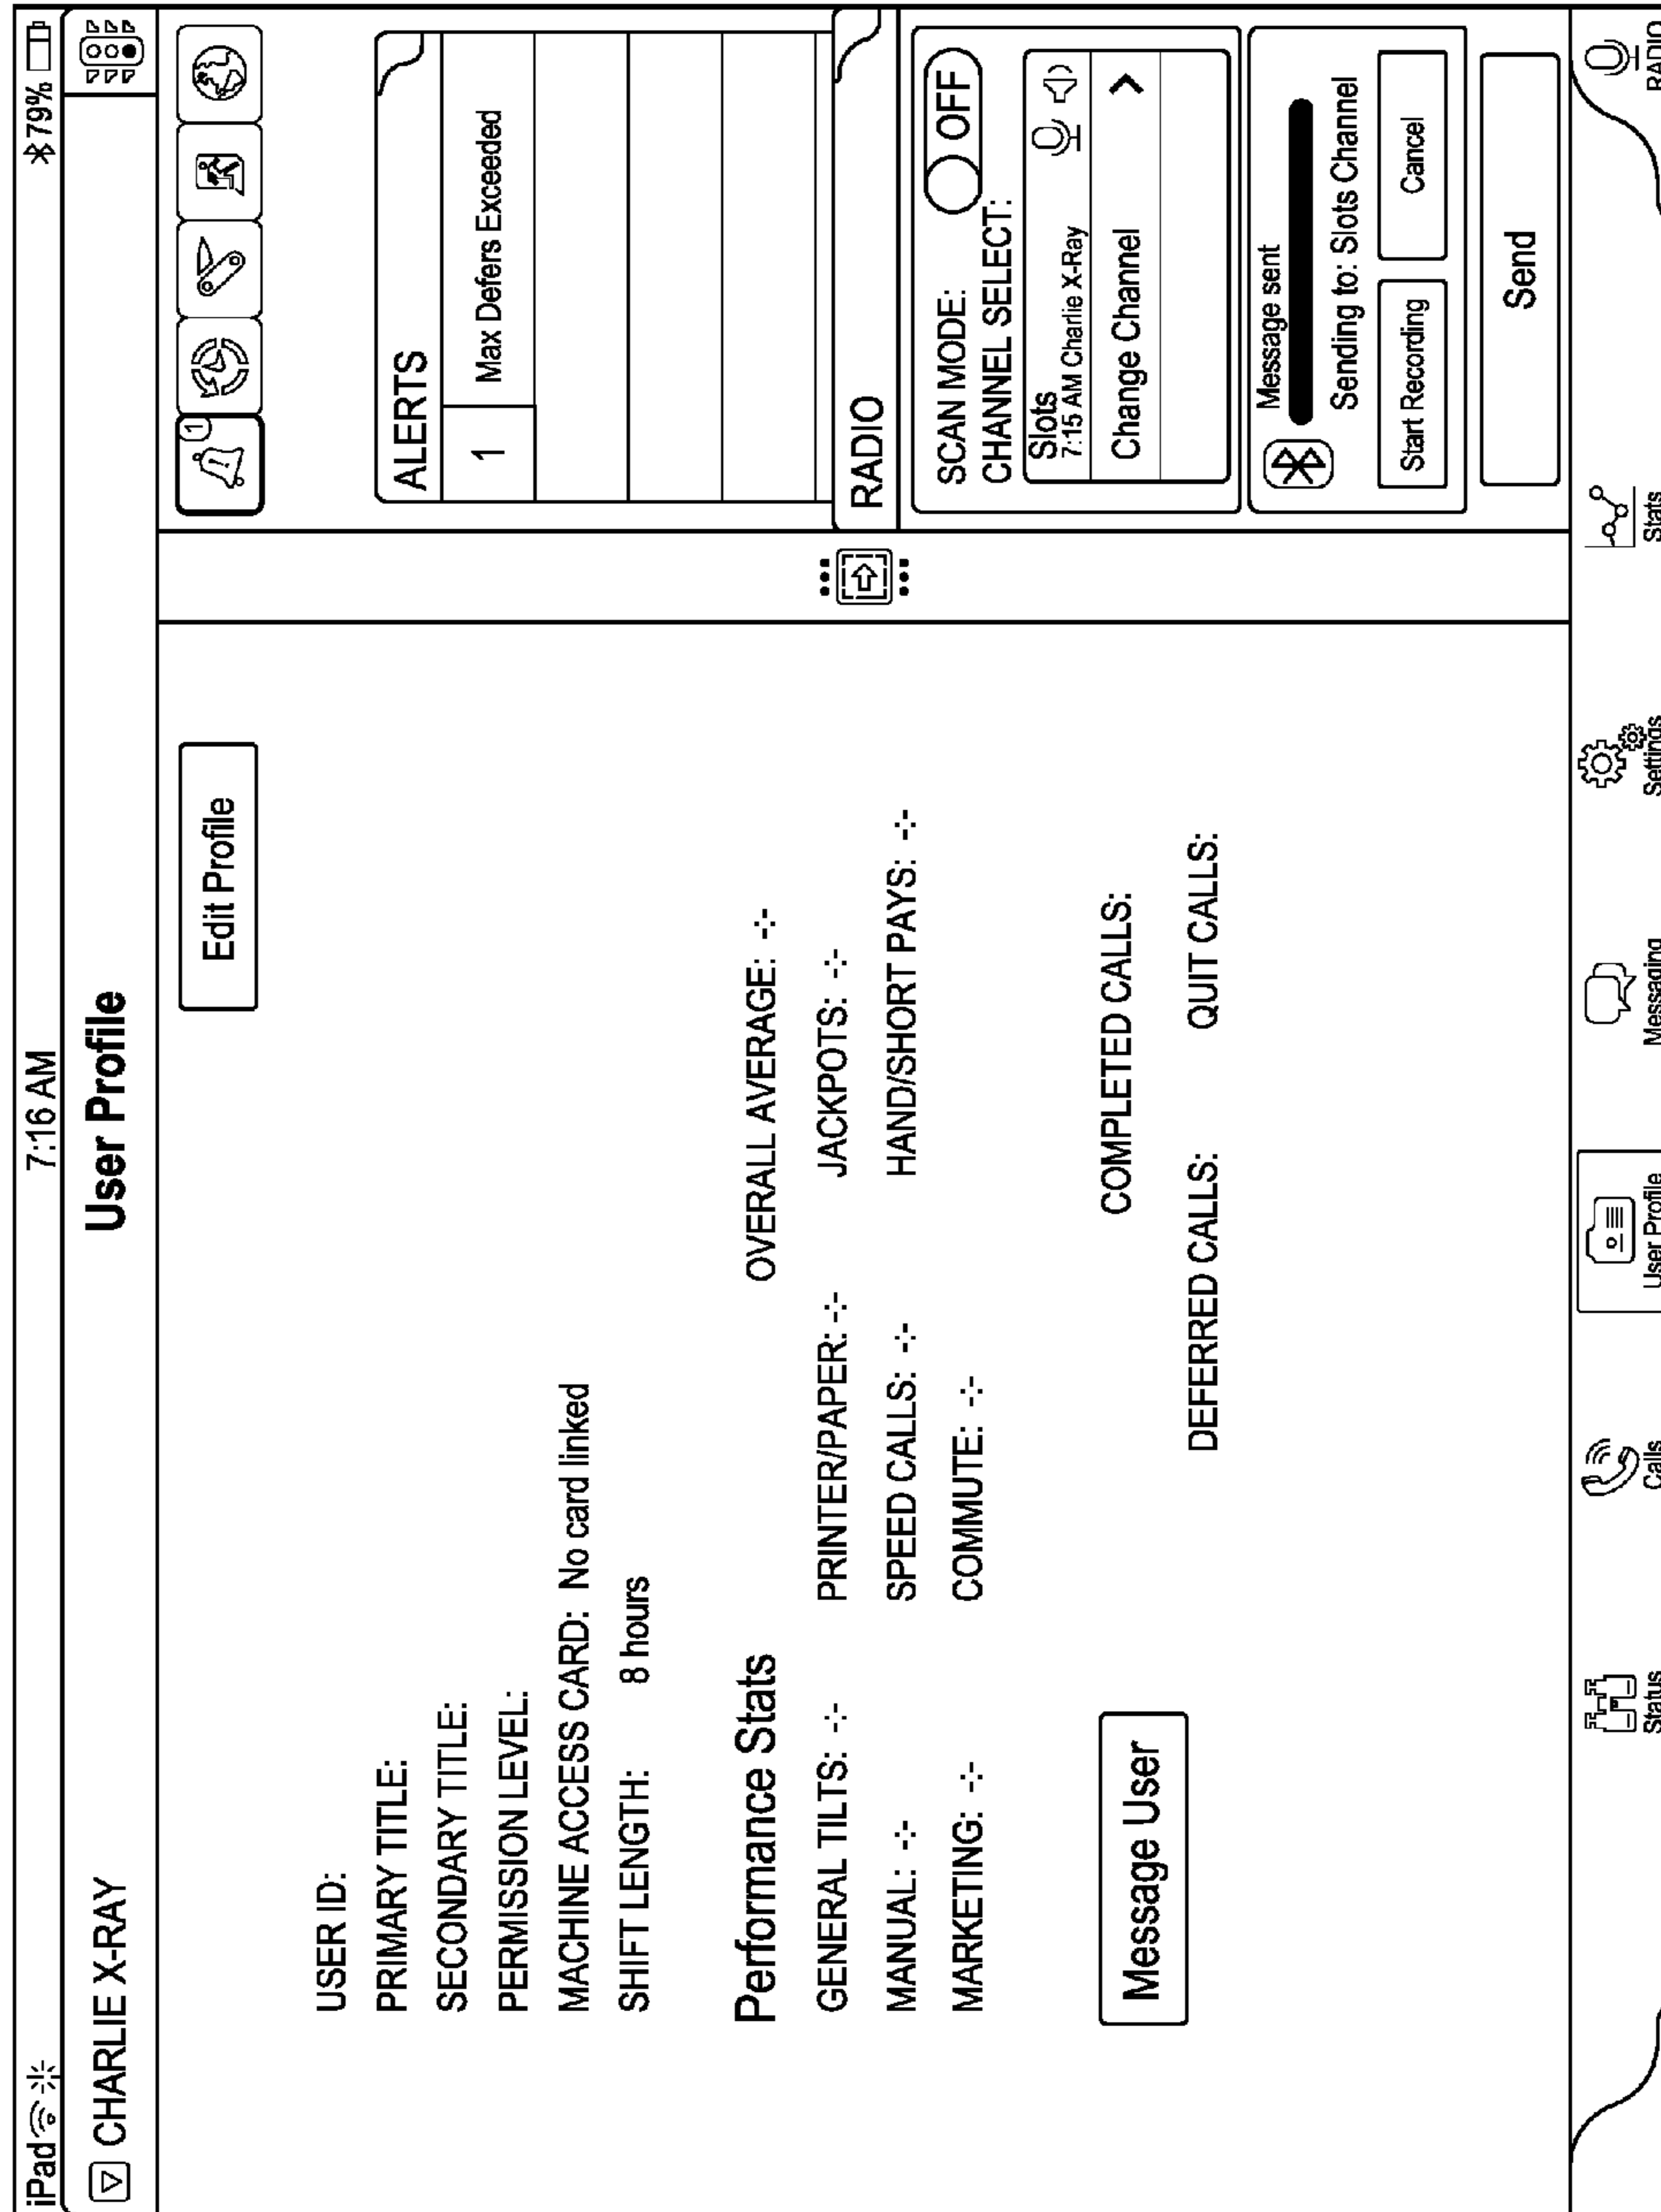 iPad 7:16 AM 79%
CHARLIE X-RAY User Profile
Edit Profile
USER ID:
PRIMARY TITLE:
SECONDARY TITLE:
PERMISSION LEVEL:
MACHINE ACCESS CARD: No card linked
SHIFT LENGTH: 8 hours
Performance Stats OVERALL AVERAGE: -:-
GENERAL TILTS: -:- PRINTER/PAPER: -:- JACKPOTS: -:-
MANUAL: -:- SPEED CALLS: -:- HAND/SHORT PAYS: -:-
MARKETING: -:- COMMUTE: -:-
Message User COMPLETED CALLS:
DEFERRED CALLS: QUIT CALLS:
1
ALERTS
1 Max Defers Exceeded
RADIO
SCAN MODE: OFF
CHANNEL SELECT:
Slots
7:15 AM Charlie X-Ray
Change Channel
Message sent
Sending to: Slots Channel
Start Recording Cancel
Send
Status Calls User Profile Messaging Settings Stats RADIO